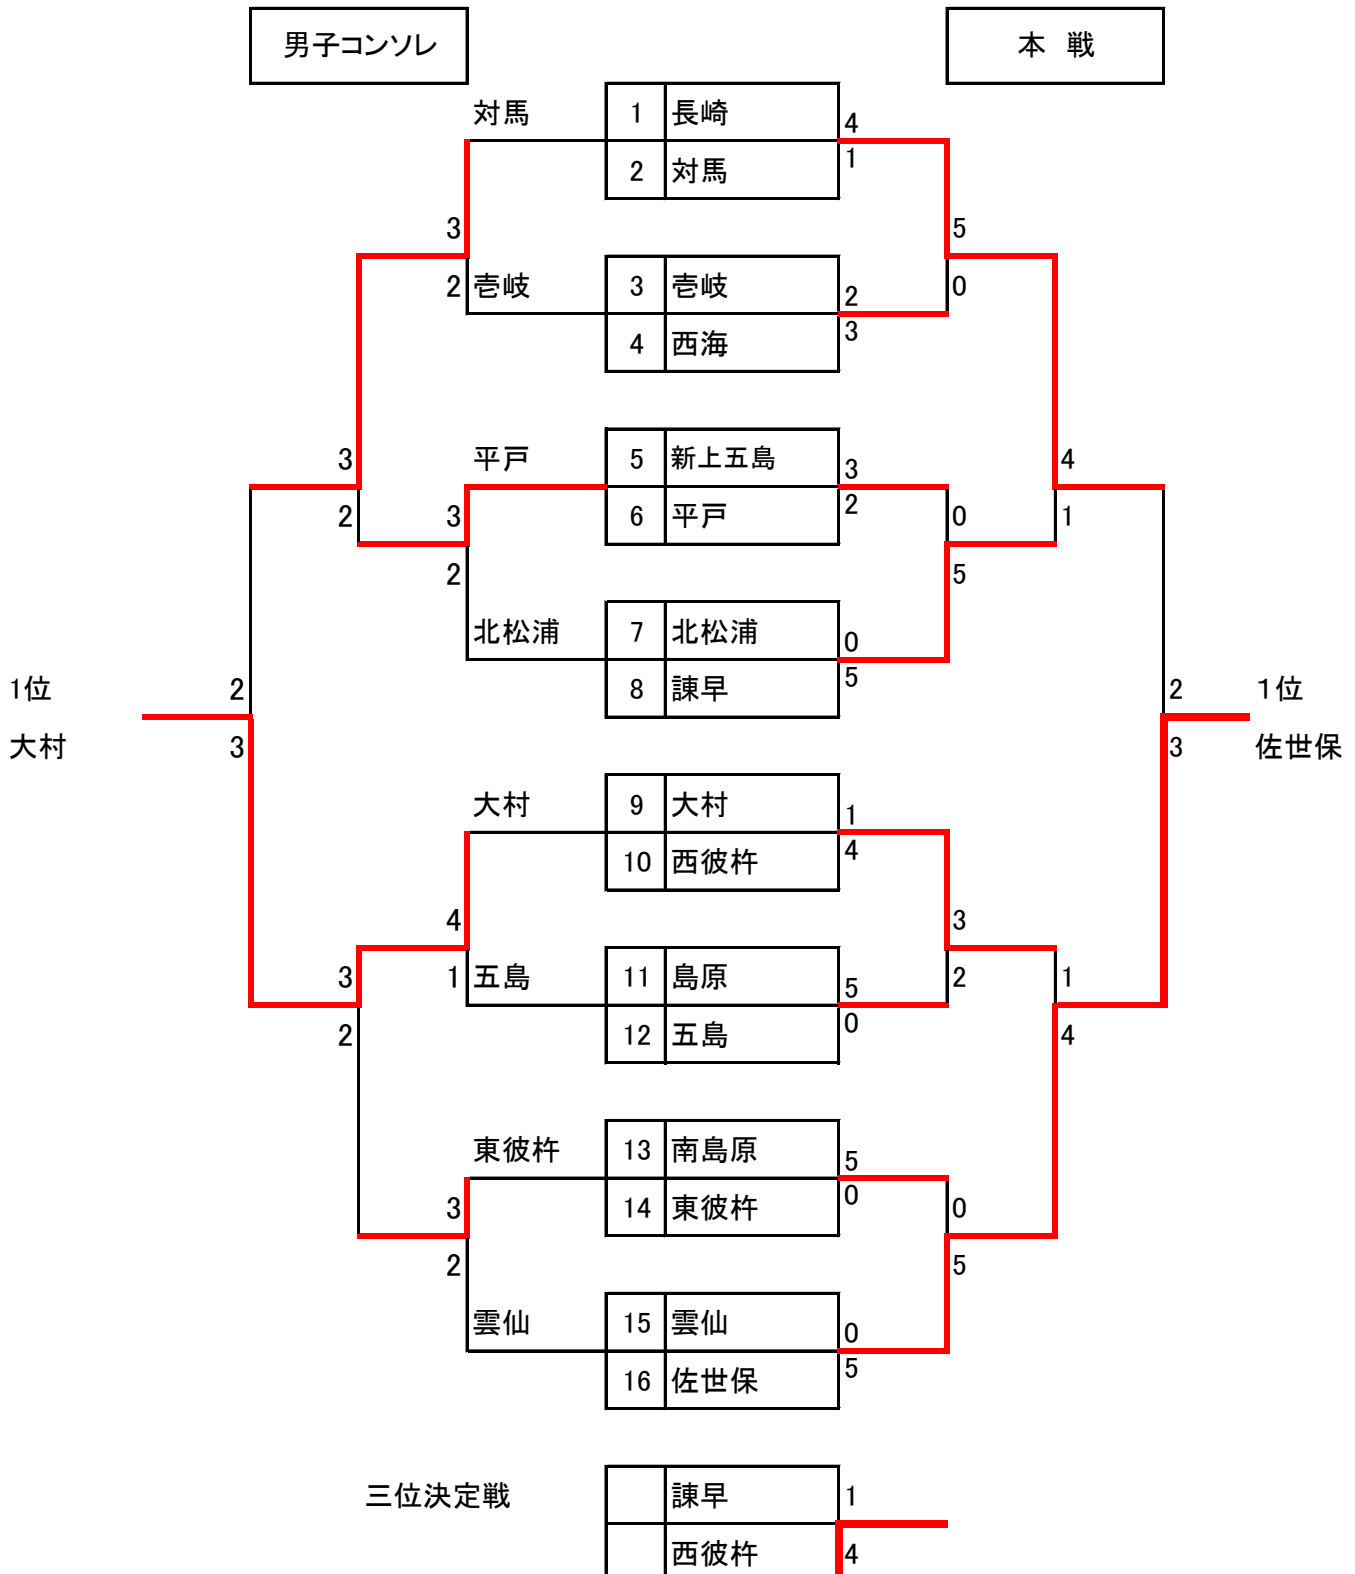 男子コンソレ 本 戦
対馬 1 長崎 4
2 対馬 1
3 5
2 壱岐 3 壱岐 2 0
4 西海 3
3 平戸 5 新上五島 3 4
2 3 6 平戸 2 0 1
2 5
北松浦 7 北松浦 0
1位 2 8 諫早 5 2 1位
大村 3 3 佐世保
大村 9 大村 1
10 西彼杵 4
4 3
3 1 五島 11 島原 5 2 1
2 12 五島 0 4
東彼杵 13 南島原 5
3 14 東彼杵 0 0
2 5
雲仙 15 雲仙 0
16 佐世保 5
三位決定戦 諫早 1
西彼杵 4